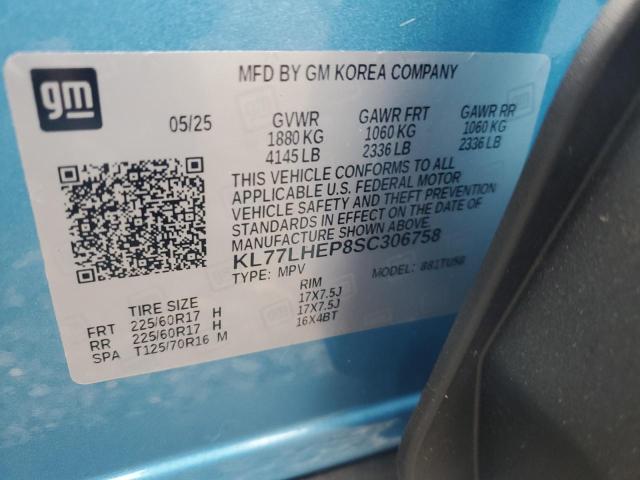 gm
MFD BY GM KOREA COMPANY
05/25 GVWR GAWR FRT GAWR RR
1880 KG 1060 KG 1060 KG
4145 LB 2336 LB 2336 LB
THIS VEHICLE CONFORMS TO ALL
APPLICABLE U.S. FEDERAL MOTOR
VEHICLE SAFETY AND THEFT PREVENTION
STANDARDS IN EFFECT ON THE DATE OF
MANUFACTURE SHOWN ABOVE.
KL77LHEP8SC306758
TYPE: MPV MODEL:
TIRE SIZE RIM
FRT 225/60R17 H 17X7.5J
RR 225/60R17 H 17X7.5J
SPA T125/70R16 M 16X4BT